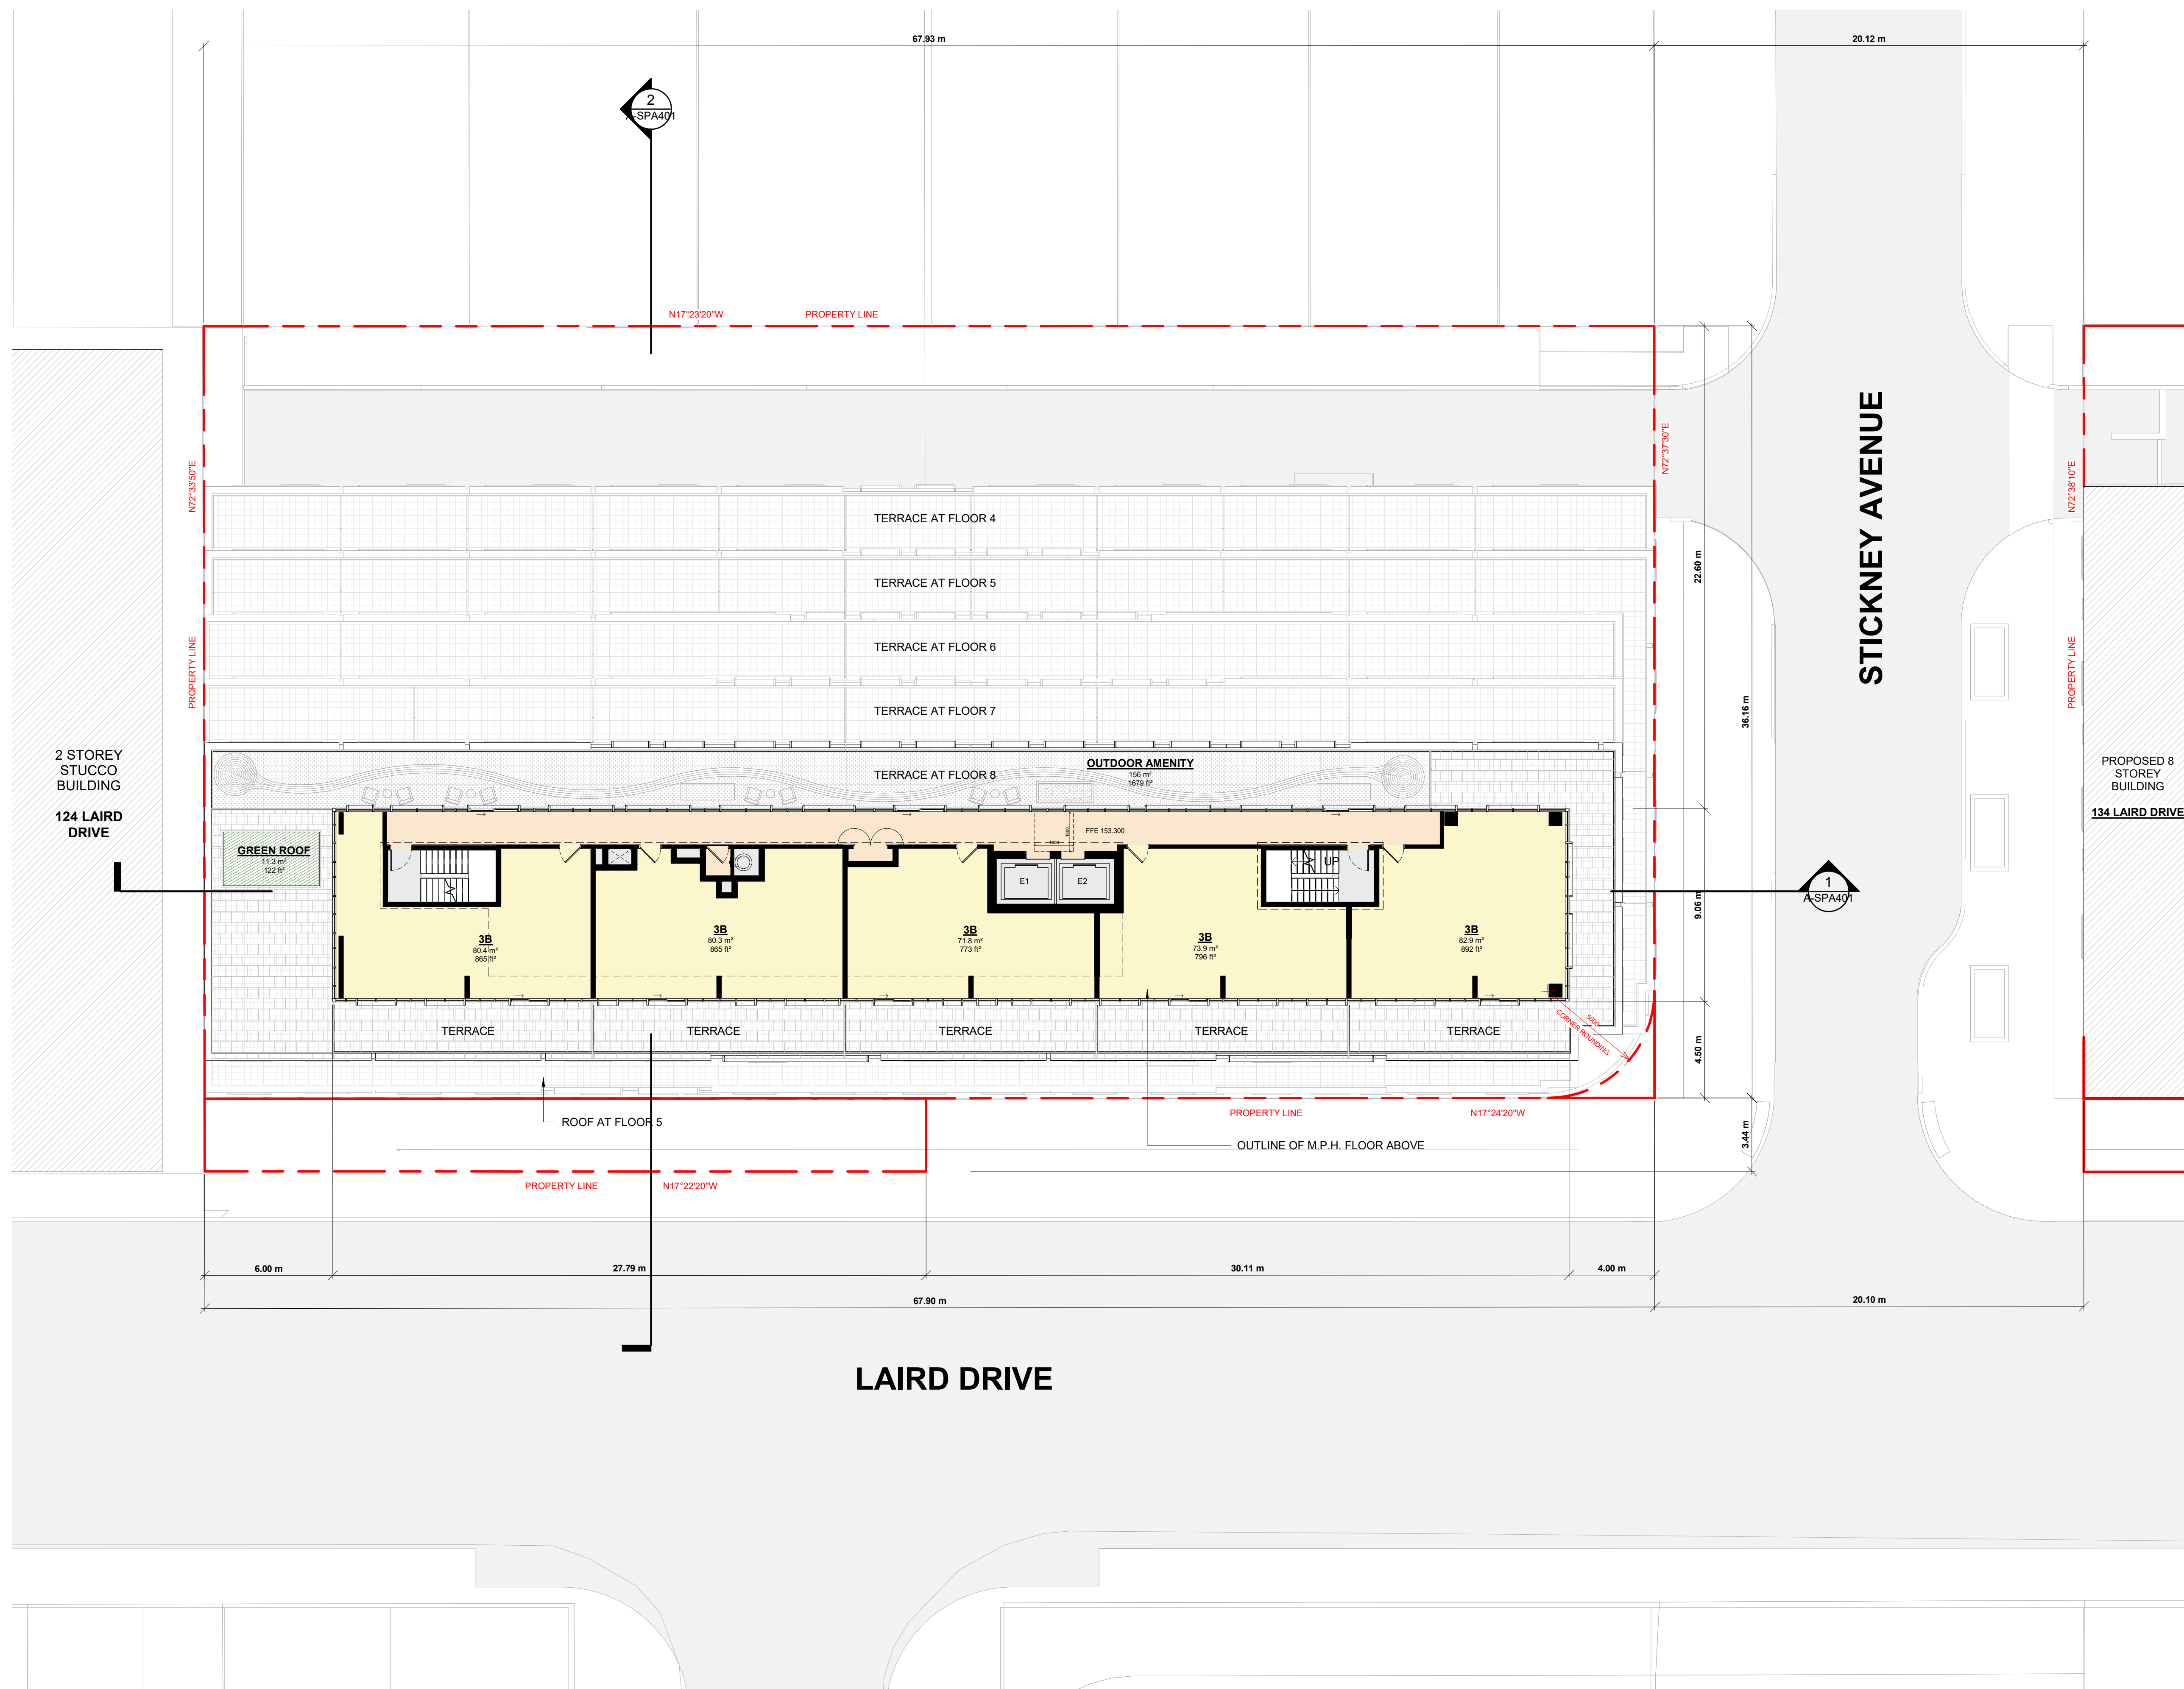 67.93 m
20.12 m
2
A-SPA401
N17°23'20"W
PROPERTY LINE
N72°33'50"E
PROPERTY LINE
N72°37'30"E
STICKNEY AVENUE
N72°38'10"E
PROPERTY LINE
TERRACE AT FLOOR 4
TERRACE AT FLOOR 5
TERRACE AT FLOOR 6
TERRACE AT FLOOR 7
TERRACE AT FLOOR 8
OUTDOOR AMENITY
156 m²
1679 ft²
22.60 m
36.16 m
9.06 m
4.50 m
3.44 m
2 STOREY
STUCCO
BUILDING
124 LAIRD
DRIVE
PROPOSED 8
STOREY
BUILDING
134 LAIRD DRIVE
GREEN ROOF
11.3 m²
122 ft²
FFE 153.300
1800
E1
E2
UP
1
A-SPA401
3B
80.4 m²
865 ft²
3B
80.3 m²
865 ft²
3B
71.8 m²
773 ft²
3B
73.9 m²
796 ft²
3B
82.9 m²
892 ft²
TERRACE
TERRACE
TERRACE
TERRACE
TERRACE
5000
CORNER ROUNDING
ROOF AT FLOOR 5
PROPERTY LINE
N17°24'20"W
OUTLINE OF M.P.H. FLOOR ABOVE
PROPERTY LINE
N17°22'20"W
6.00 m
27.79 m
30.11 m
4.00 m
67.90 m
20.10 m
LAIRD DRIVE